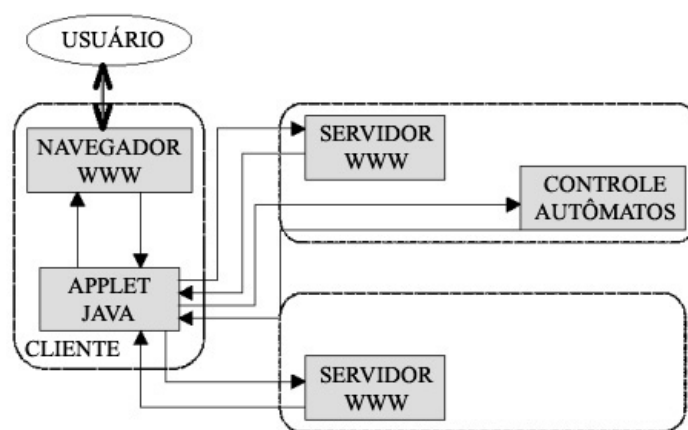 USUÁRIO
NAVEGADOR
WWW
APPLET
JAVA
CLIENTE
SERVIDOR
WWW
CONTROLE
AUTÔMATOS
SERVIDOR
WWW